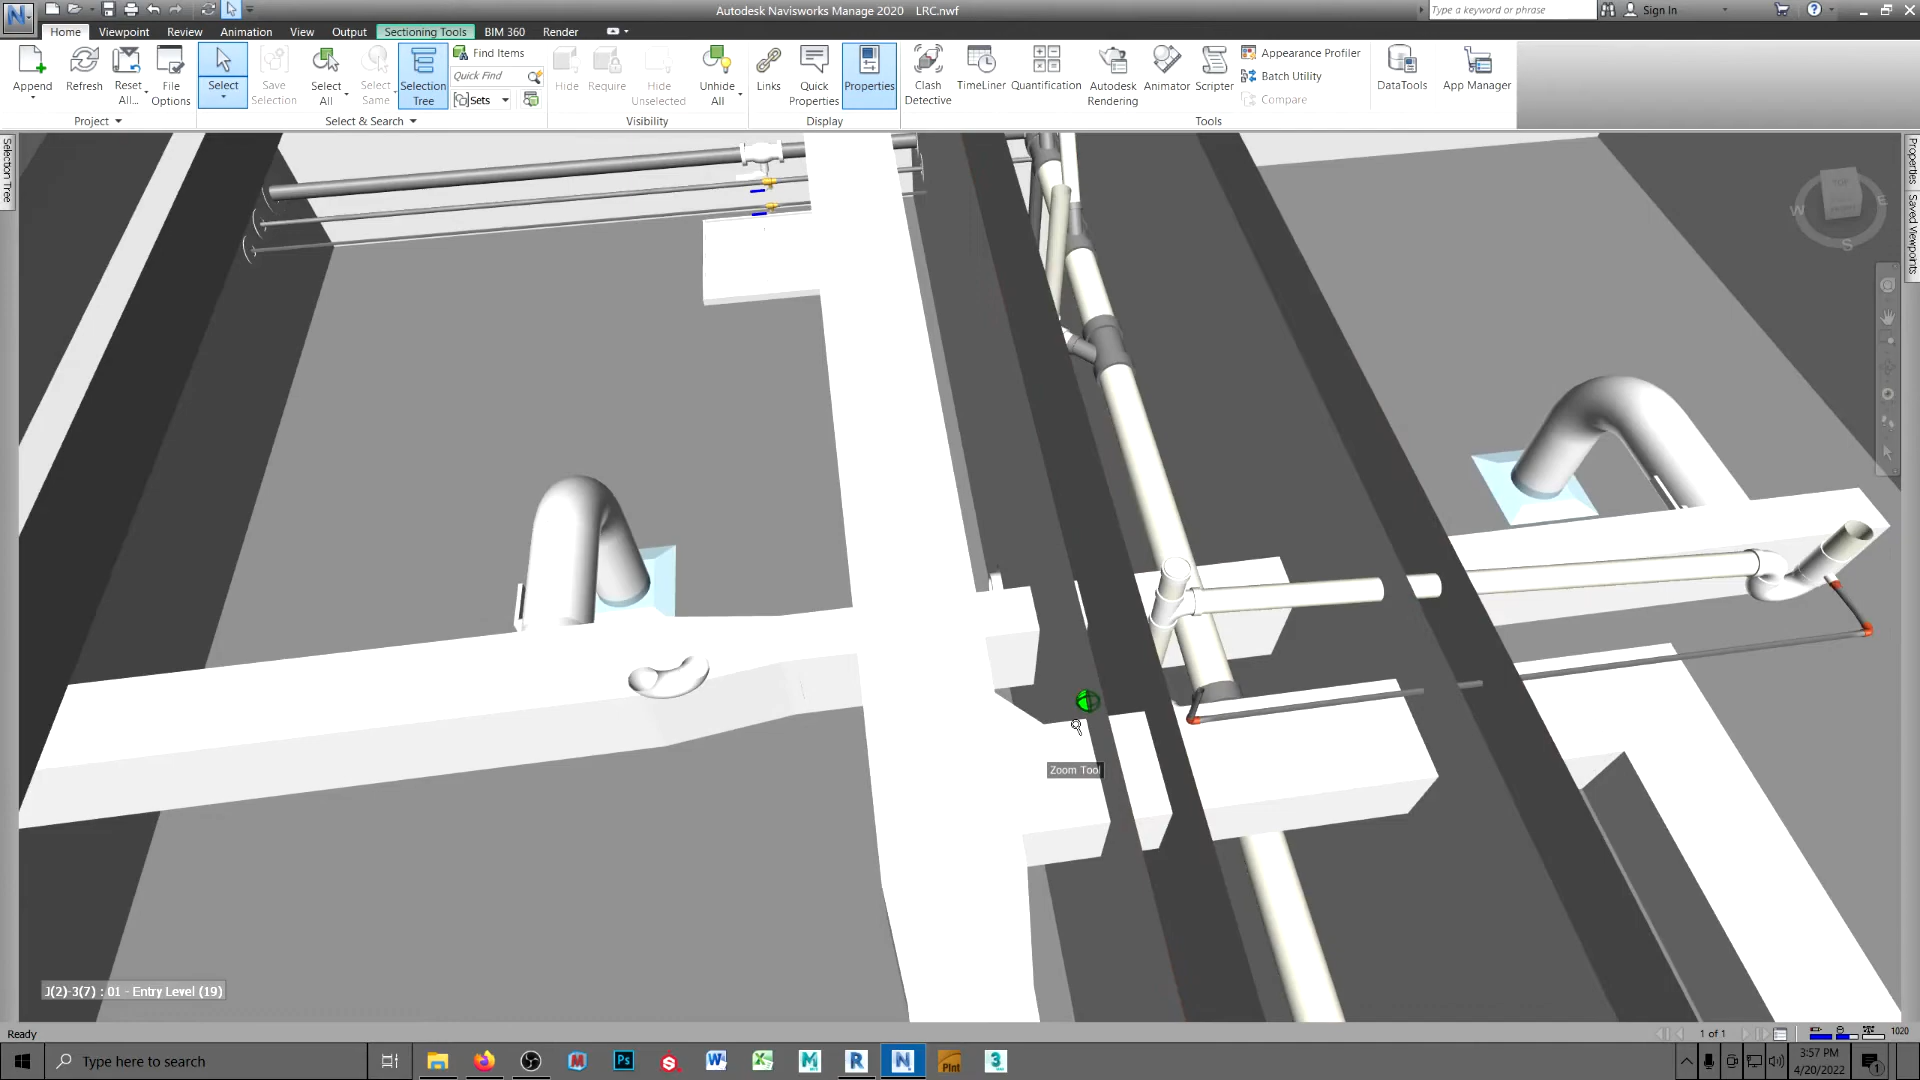 Autodesk Navisworks Manage 2020 LRC.nwf
Type a keyword or phrase
Sign In
Home Viewpoint Review Animation View Output Sectioning Tools BIM 360 Render
Append
Refresh
Reset All...
File Options
Project
Select
Save Selection
Select All
Select Same
Selection Tree
Find Items
Quick Find
Sets
Select & Search
Hide
Require
Hide Unselected
Unhide All
Visibility
Links
Quick Properties
Properties
Display
Clash Detective
TimeLiner
Quantification
Autodesk Rendering
Animator
Scripter
Appearance Profiler
Batch Utility
Compare
Tools
DataTools
App Manager
Selection Tree
Properties
Saved Viewpoints
TOP
W
E
S
Zoom Tool
J(2)-3(7) : 01 - Entry Level (19)
Ready
1 of 1
1020
Type here to search
3:57 PM
4/20/2022